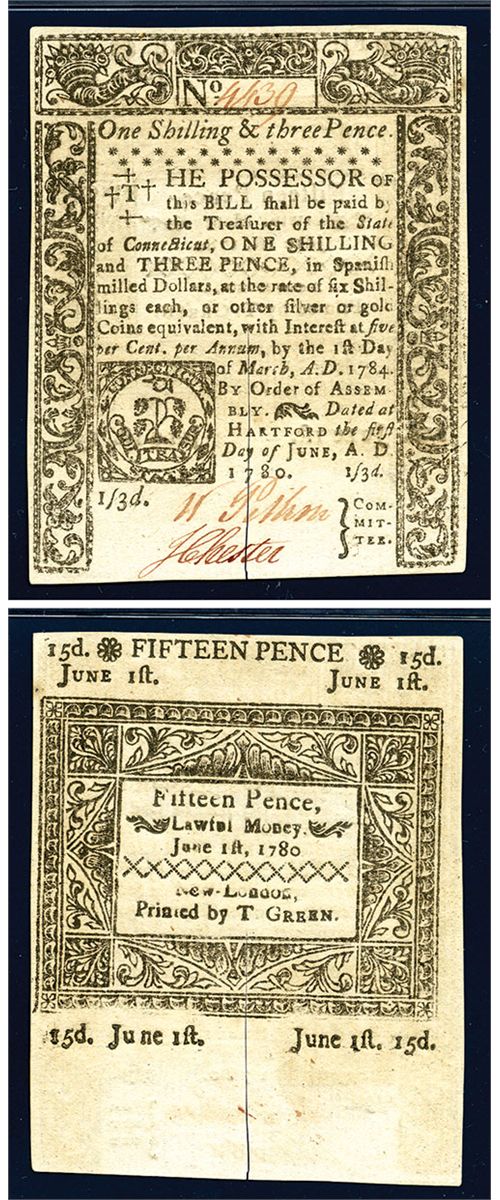 No. 4139
One Shilling & three Pence.
THE POSSESSOR OF
this BILL ſhall be paid by
the Treaſurer of the State
of Connecticut, ONE SHILLING
and THREE PENCE, in Spaniſh
milled Dollars, at the rate of ſix Shil-
lings each, or other ſilver or gold
Coins equivalent, with Intereſt at five
per Cent. per Annum, by the 1ſt Day
of March, A.D. 1784.
By Order of ASSEM-
BLY. Dated at
HARTFORD the firſt
Day of JUNE, A. D.
1780. 1/3d.
1/3d.
COM-
MIT-
TEE.
J Chester
15d. FIFTEEN PENCE 15d.
JUNE 1ſt. JUNE 1ſt.
Fifteen Pence,
Lawful Money.
June 1ſt, 1780
New-London,
Printed by T. GREEN.
15d. June 1ſt. June 1ſt. 15d.